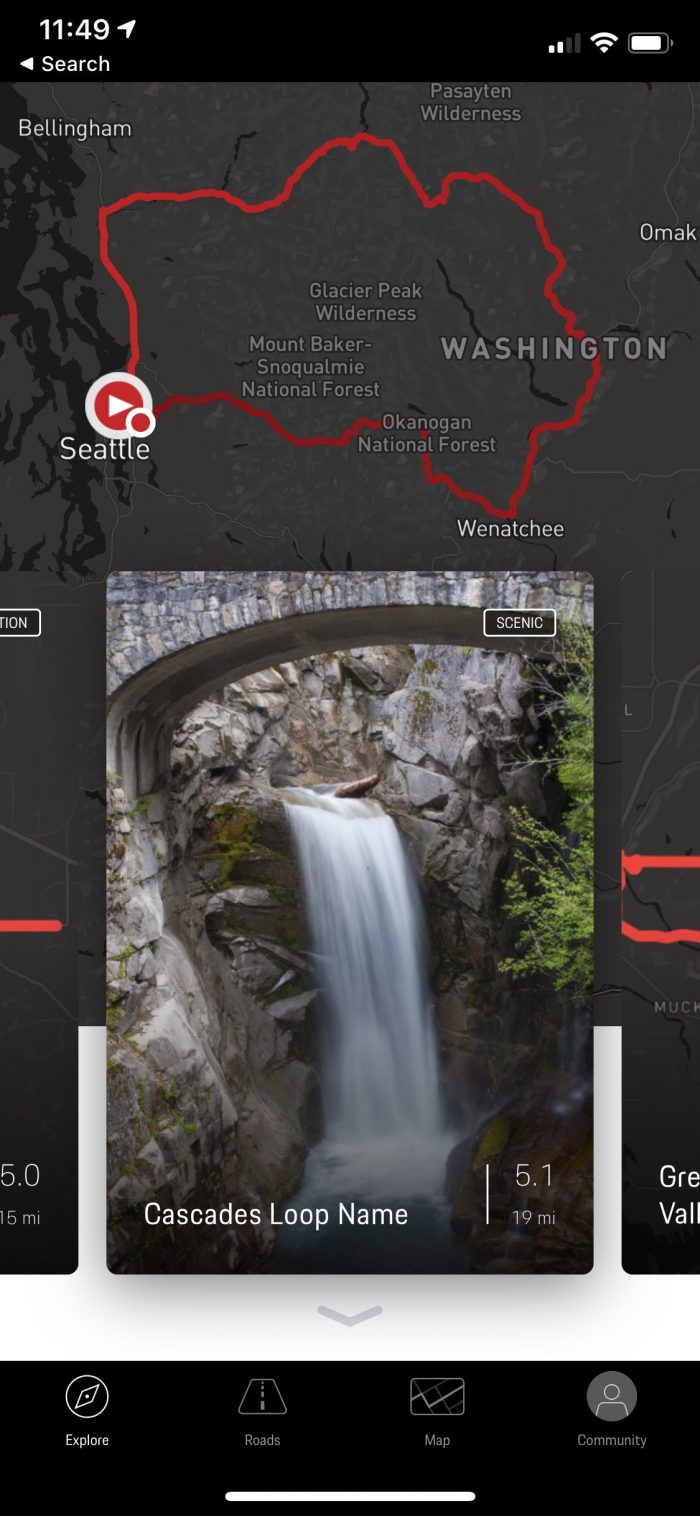 11:49
Search
Pasayten
Wilderness
Bellingham
Omak
Glacier Peak
Wilderness
WASHINGTON
Mount Baker-
Snoqualmie
National Forest
Okanogan
National Forest
Seattle
Wenatchee
TION
SCENIC
L
MUCK
5.0
15 mi
Cascades Loop Name
5.1
19 mi
Gre
Vall
Explore
Roads
Map
Community